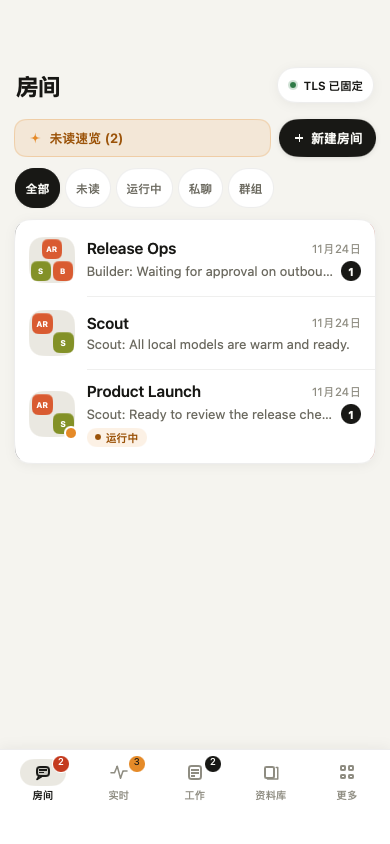 房间
TLS 已固定
未读速览 (2)
新建房间
全部
未读
运行中
私聊
群组
AR
S
B
Release Ops
11月24日
Builder: Waiting for approval on outbou...
1
AR
S
Scout
11月24日
Scout: All local models are warm and ready.
AR
S
Product Launch
11月24日
Scout: Ready to review the release che...
1
运行中
2
3
2
房间
实时
工作
资料库
更多